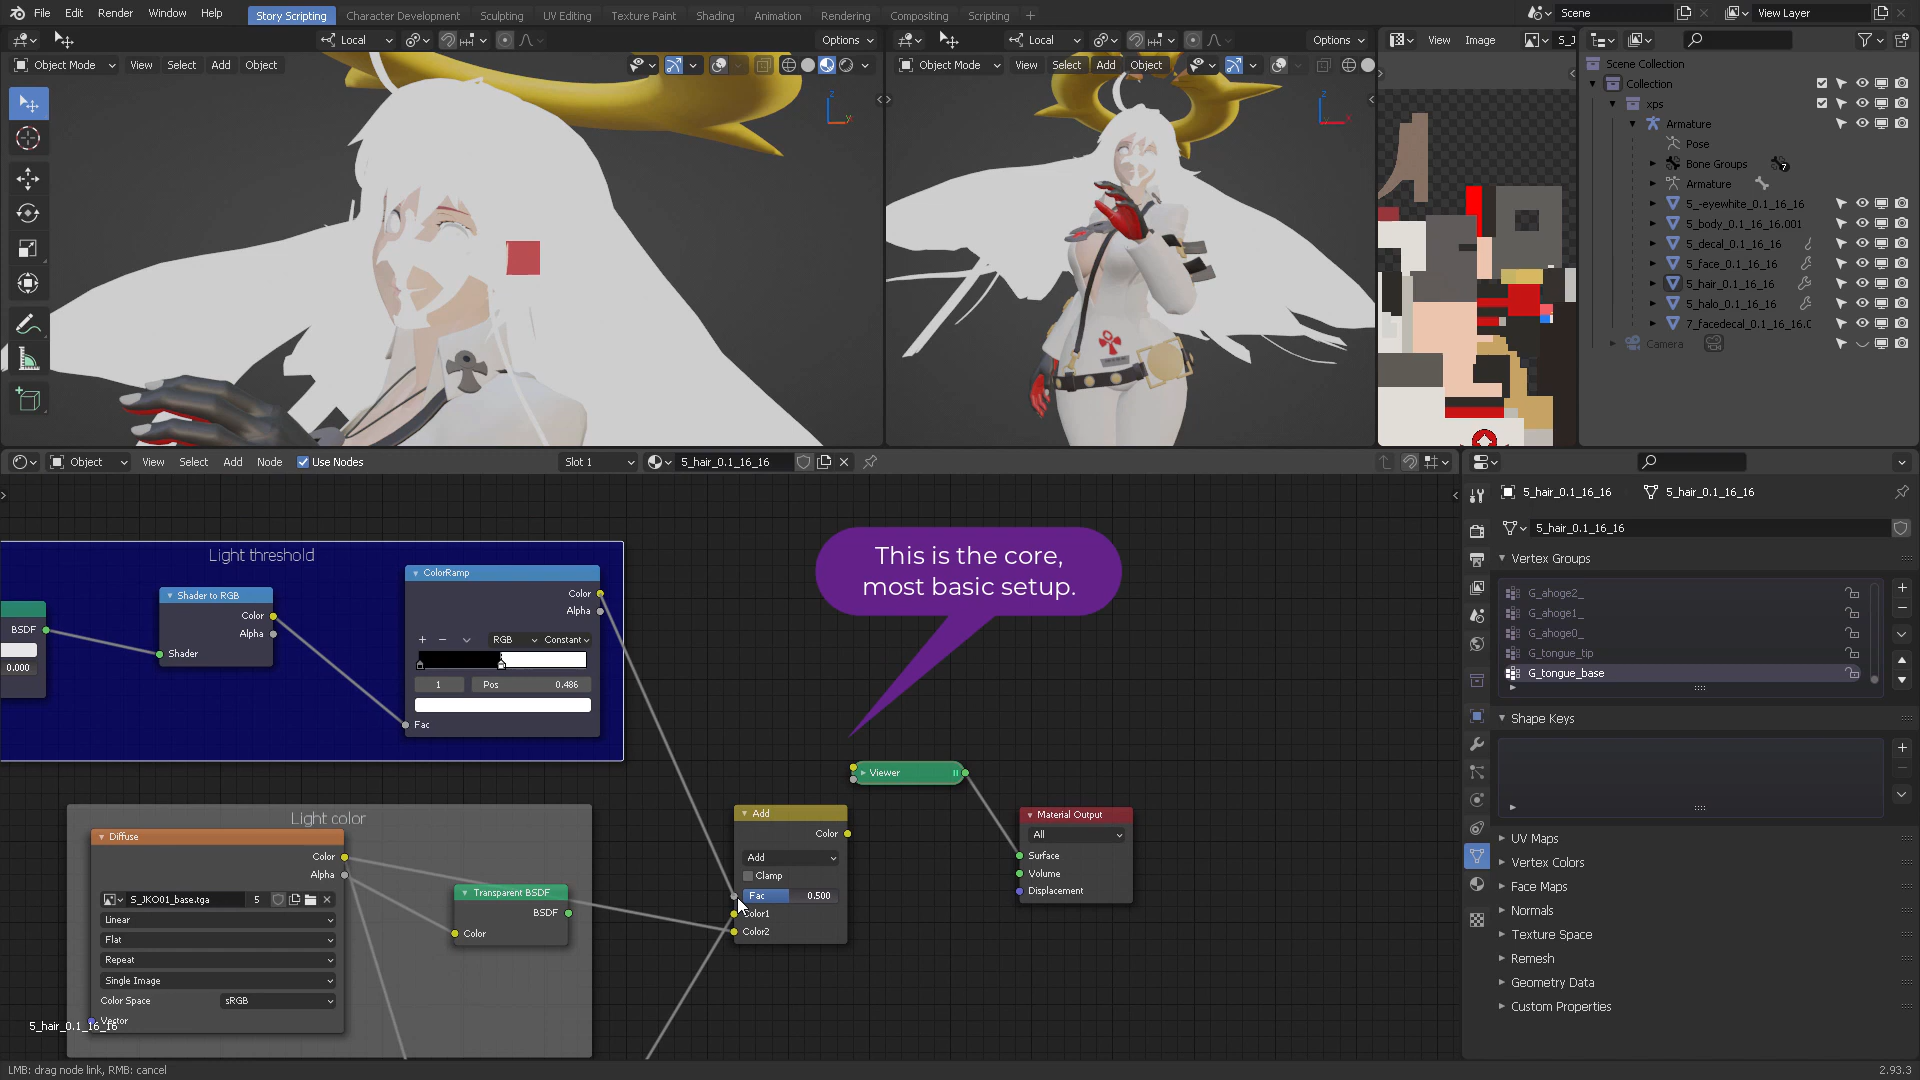 File Edit Render Window Help
Story Scripting Character Development Sculpting UV Editing Texture Paint Shading Animation Rendering Compositing Scripting
Scene
View Layer
Local
Options
Local
Options
View Image
S_J
Object Mode View Select Add Object
Object Mode View Select Add Object
Scene Collection
Collection
xps
Armature
Pose
Bone Groups
7
Armature
5_-eyewhite_0.1_16_16
5_body_0.1_16_16.001
5_decal_0.1_16_16
5_face_0.1_16_16
5_hair_0.1_16_16
5_halo_0.1_16_16
7_facedecal_0.1_16_16.0
Camera
z
y
z
x
Object View Select Add Node Use Nodes
Slot 1
5_hair_0.1_16_16
5_hair_0.1_16_16
5_hair_0.1_16_16
5_hair_0.1_16_16
Vertex Groups
G_ahoge2_
G_ahoge1_
G_ahoge0_
G_tongue_tip
G_tongue_base
Shape Keys
UV Maps
Vertex Colors
Face Maps
Normals
Texture Space
Remesh
Geometry Data
Custom Properties
This is the core,
most basic setup.
Light threshold
BSDF
0.000
Shader to RGB
Color
Alpha
Shader
ColorRamp
Color
Alpha
RGB Constant
1 Pos 0.486
Fac
Light color
Diffuse
Color
Alpha
S_JKO01_base.tga 5
Linear
Flat
Repeat
Single Image
Color Space sRGB
Vector
Transparent BSDF
BSDF
Color
Add
Color
Add
Clamp
Fac 0.500
Color1
Color2
Viewer
Material Output
All
Surface
Volume
Displacement
5_hair_0.1_16_16
LMB: drag node link, RMB: cancel
2.93.3